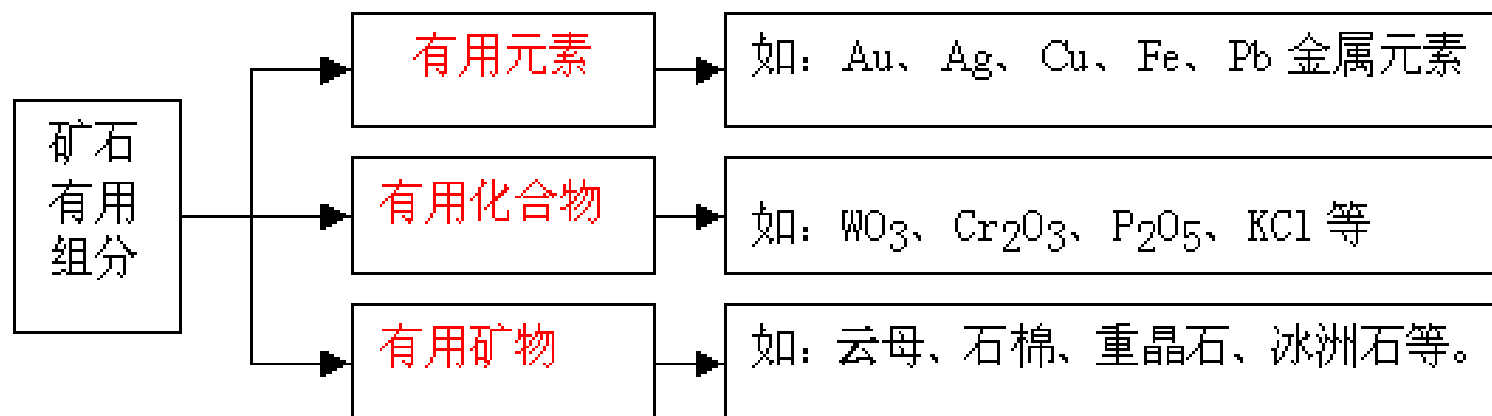 矿石
有用
组分
有用元素
如：Au、Ag、Cu、Fe、Pb 金属元素
有用化合物
如：WO₃、Cr₂O₃、P₂O₅、KCl 等
有用矿物
如：云母、石棉、重晶石、冰洲石等。